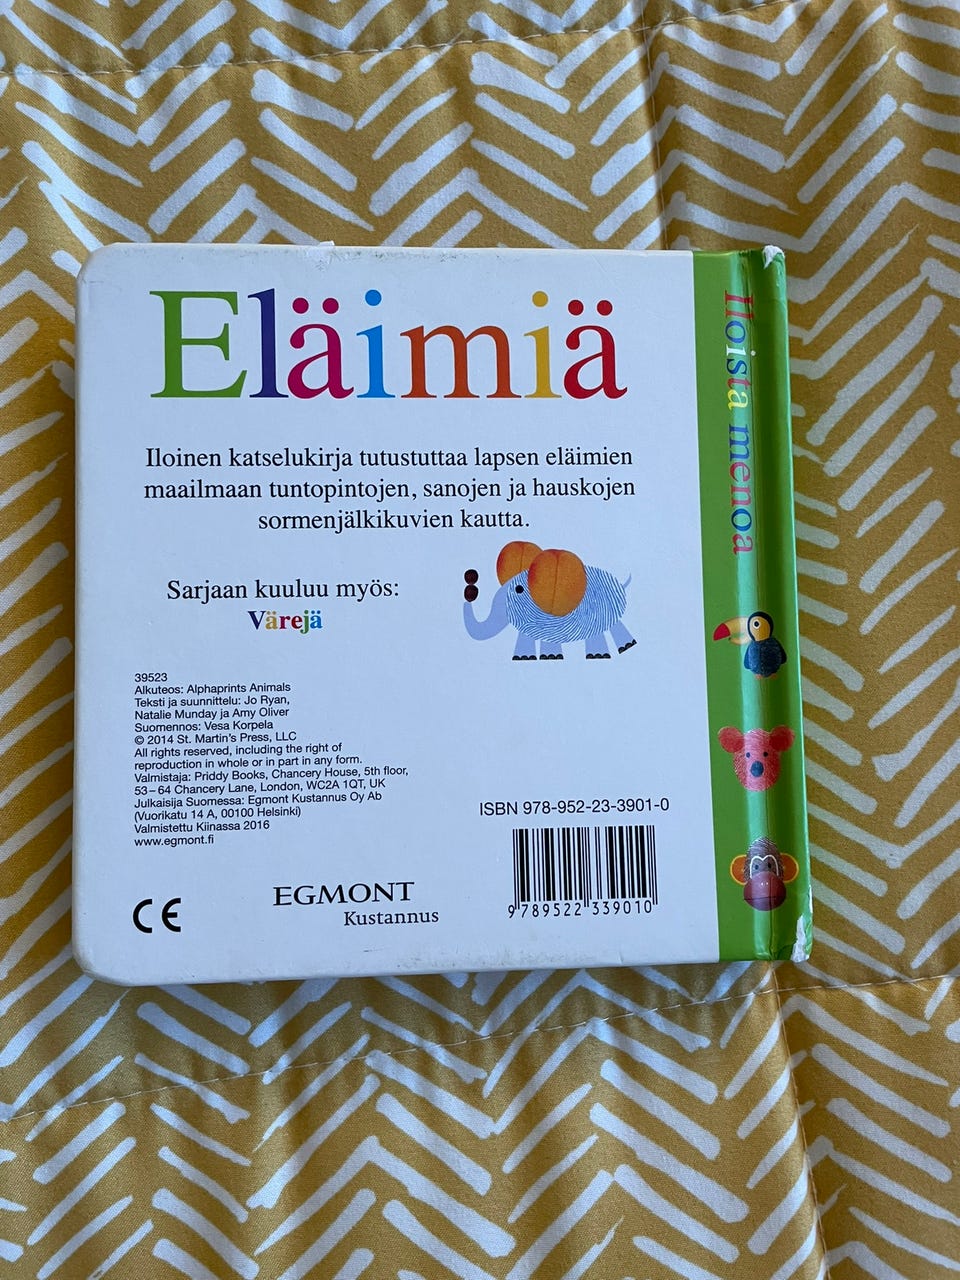 Eläimiä
Iloinen katselukirja tutustuttaa lapsen eläimien
maailmaan tuntopintojen, sanojen ja hauskojen
sormenjälkikuvien kautta.
Sarjaan kuuluu myös:
Värejä
39523
Alkuteos: Alphaprints Animals
Teksti ja suunnittelu: Jo Ryan,
Natalie Munday ja Amy Oliver
Suomennos: Vesa Korpela
© 2014 St. Martin's Press, LLC
All rights reserved, including the right of
reproduction in whole or in part in any form.
Valmistaja: Priddy Books, Chancery House, 5th floor,
53–64 Chancery Lane, London, WC2A 1QT, UK
Julkaisija Suomessa: Egmont Kustannus Oy Ab
(Vuorikatu 14 A, 00100 Helsinki)
Valmistettu Kiinassa 2016
www.egmont.fi
CE
EGMONT
Kustannus
ISBN 978-952-23-3901-0
9 789522 339010
Iloista menoa